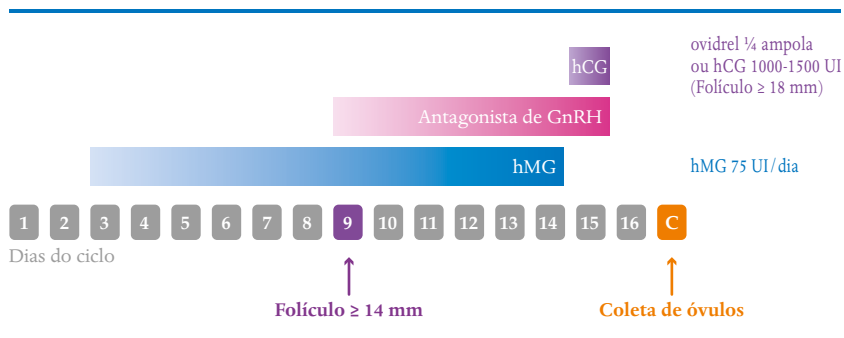 ovidrel ¼ ampola
ou hCG 1000-1500 UI
(Folículo ≥ 18 mm)
hCG
Antagonista de GnRH
hMG
hMG 75 UI/dia
1 2 3 4 5 6 7 8 9 10 11 12 13 14 15 16 C
Dias do ciclo
Folículo ≥ 14 mm
Coleta de óvulos